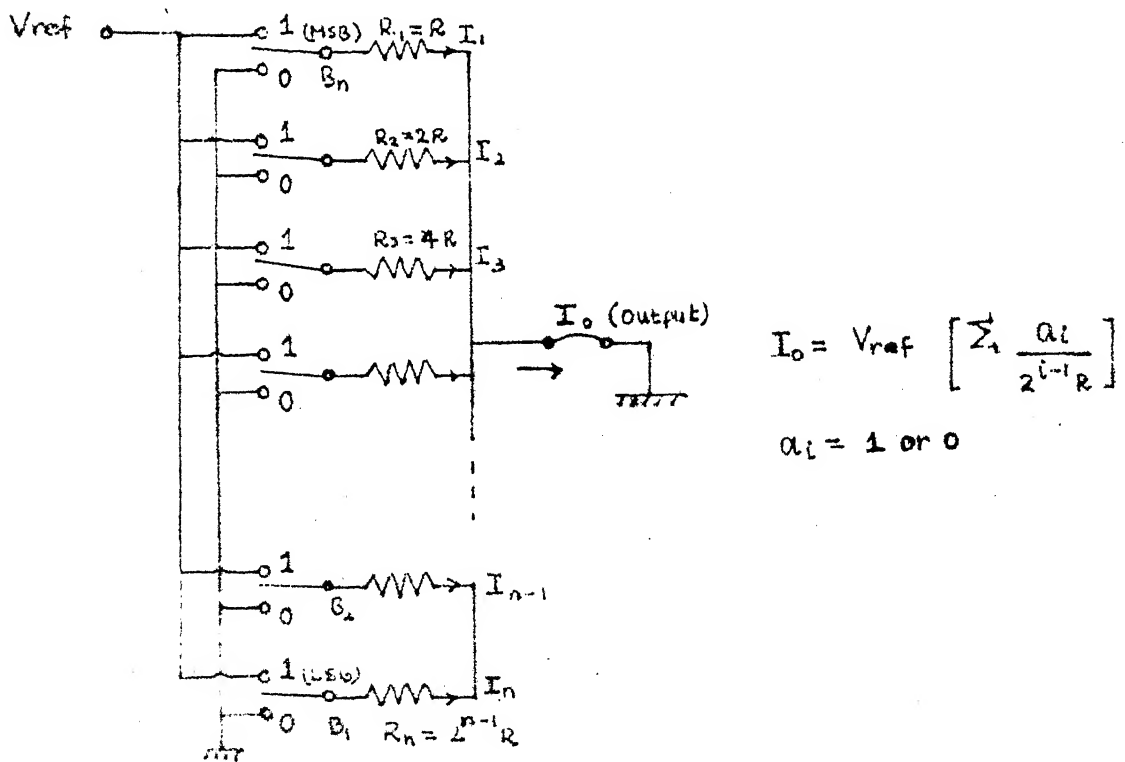 Vref
1 (MSB) R₁=R I₁
0 Bn
1 R₂=2R I₂
0
1 R₃=4R I₃
0
1 I₀ (output)
0
I₀ = Vref [ Σ aᵢ / 2^(i-1) R ]
aᵢ = 1 or 0
1 Iₙ₋₁
0 B₂
1 (LSB) Iₙ
0 B₁ Rₙ = 2^(n-1) R